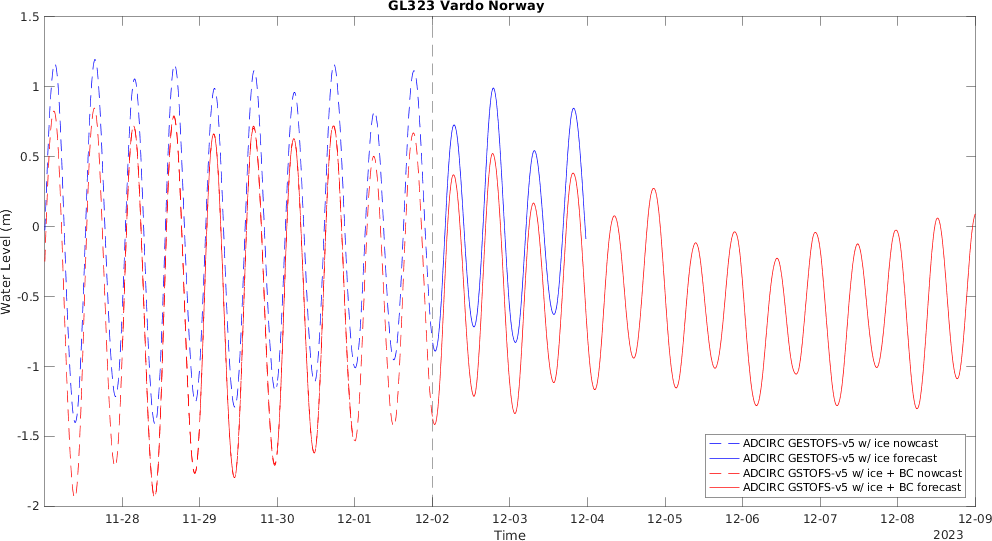 GL323 Vardo Norway
1.5
1
0.5
0
-0.5
-1
-1.5
-2
Water Level (m)
ADCIRC GESTOFS-v5 w/ ice nowcast
ADCIRC GESTOFS-v5 w/ ice forecast
ADCIRC GSTOFS-v5 w/ ice + BC nowcast
ADCIRC GSTOFS-v5 w/ ice + BC forecast
11-28 11-29 11-30 12-01 12-02 12-03 12-04 12-05 12-06 12-07 12-08 12-09
Time
2023